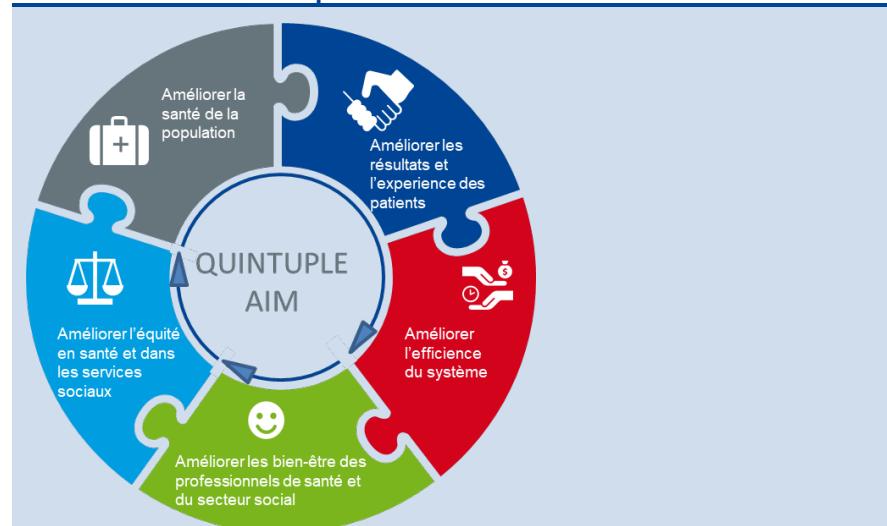 Améliorer la
santé de la
population
Améliorer les
résultats et
l'experience des
patients
QUINTUPLE
AIM
Améliorer l'équité
en santé et dans
les services
sociaux
Améliorer
l'efficience
du système
Améliorer les bien-être des
professionnels de santé et
du secteur social